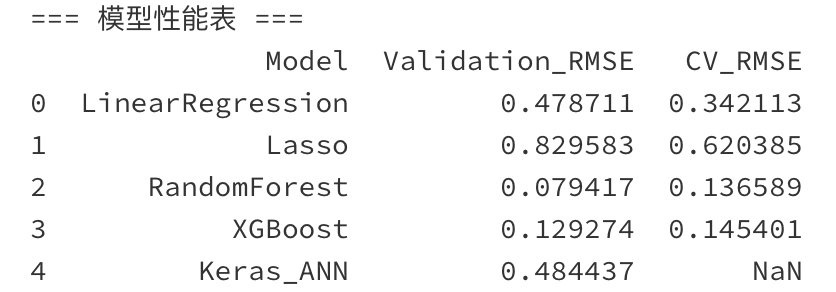 === 模型性能表 ===
Model Validation_RMSE CV_RMSE
0 LinearRegression 0.478711 0.342113
1 Lasso 0.829583 0.620385
2 RandomForest 0.079417 0.136589
3 XGBoost 0.129274 0.145401
4 Keras_ANN 0.484437 NaN